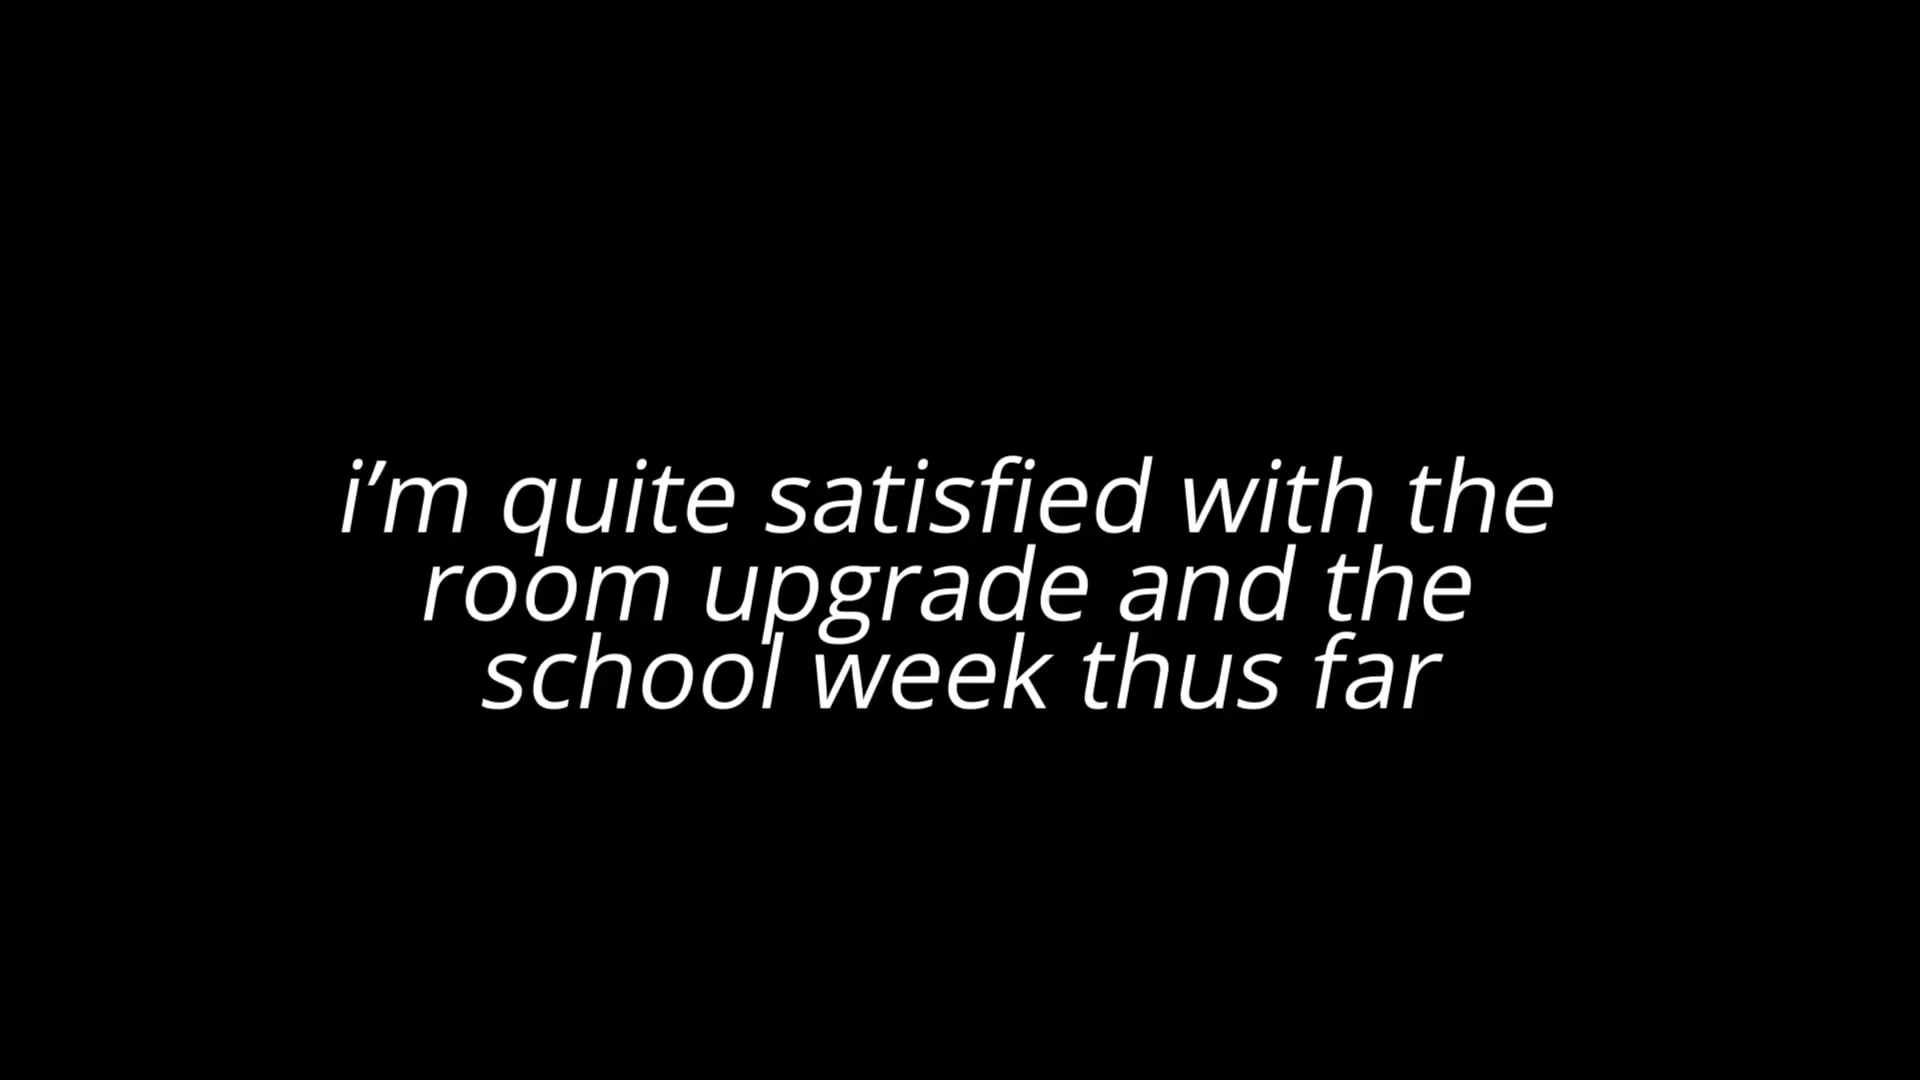 i’m quite satisfied with the
room upgrade and the
school week thus far